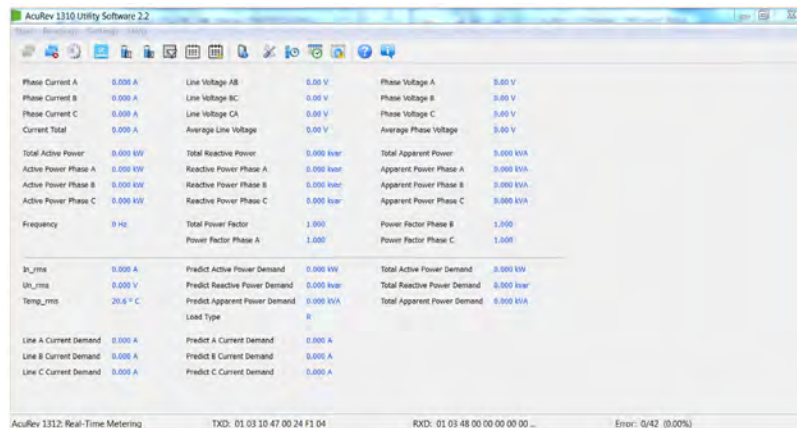 AcuRev 1310 Utility Software 2.2
Phase Current A 0.000 A Line Voltage AB 0.00 V Phase Voltage A 0.00 V
Phase Current B 0.000 A Line Voltage BC 0.00 V Phase Voltage B 0.00 V
Phase Current C 0.000 A Line Voltage CA 0.00 V Phase Voltage C 0.00 V
Current Total 0.000 A Average Line Voltage 0.00 V Average Phase Voltage 0.00 V
Total Active Power 0.000 kW Total Reactive Power 0.000 kvar Total Apparent Power 0.000 kVA
Active Power Phase A 0.000 kW Reactive Power Phase A 0.000 kvar Apparent Power Phase A 0.000 kVA
Active Power Phase B 0.000 kW Reactive Power Phase B 0.000 kvar Apparent Power Phase B 0.000 kVA
Active Power Phase C 0.000 kW Reactive Power Phase C 0.000 kvar Apparent Power Phase C 0.000 kVA
Frequency 0 Hz Total Power Factor 1.000 Power Factor Phase B 1.000
Power Factor Phase A 1.000 Power Factor Phase C 1.000
In_rms 0.000 A Predict Active Power Demand 0.000 kW Total Active Power Demand 0.000 kW
Un_rms 0.000 V Predict Reactive Power Demand 0.000 kvar Total Reactive Power Demand 0.000 kvar
Temp_rms 20.6 ° C Predict Apparent Power Demand 0.000 kVA Total Apparent Power Demand 0.000 kVA
Load Type R
Line A Current Demand 0.000 A Predict A Current Demand 0.000 A
Line B Current Demand 0.000 A Predict B Current Demand 0.000 A
Line C Current Demand 0.000 A Predict C Current Demand 0.000 A
AcuRev 1312: Real-Time Metering TXD: 01 03 10 47 00 24 F1 04 RXD: 01 03 48 00 00 00 00 00 ... Error: 0/42 (0.00%)